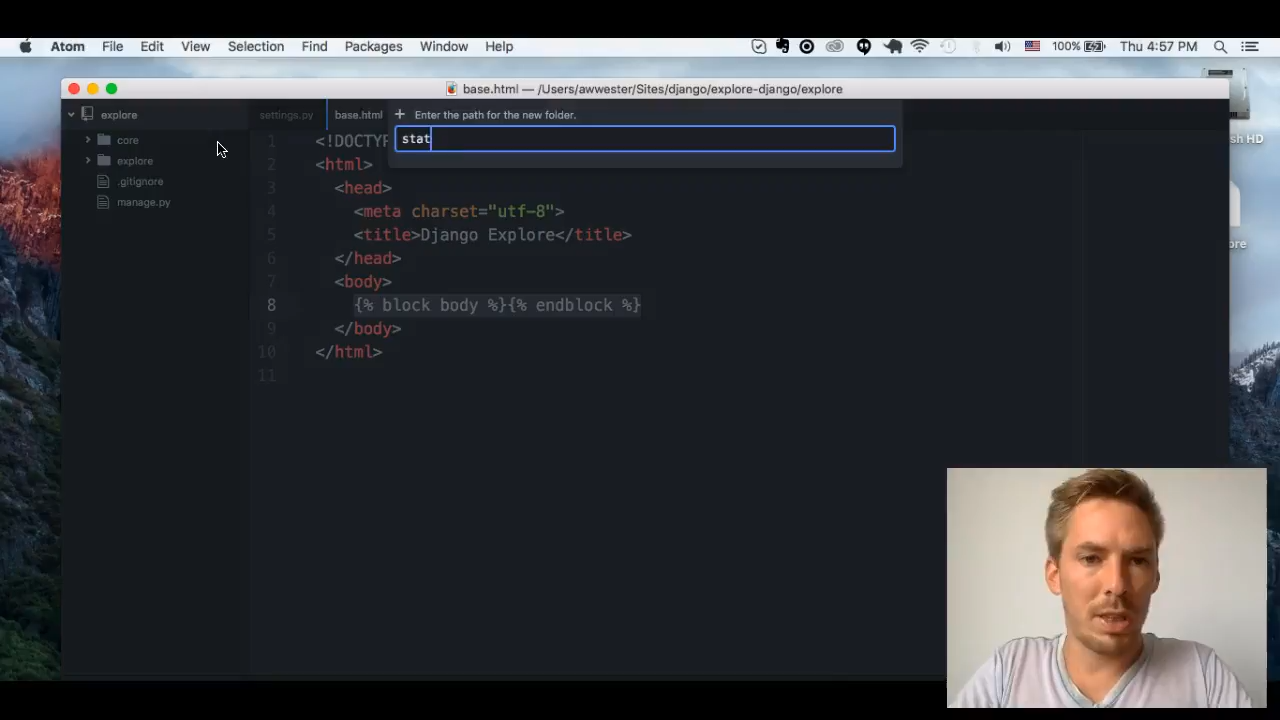 Atom File Edit View Selection Find Packages Window Help 100% Thu 4:57 PM
base.html — /Users/awwester/Sites/django/explore-django/explore
explore
settings.py
base.html
Enter the path for the new folder.
stat
core
explore
.gitignore
manage.py
1 <!DOCTYP
2 <html>
3 <head>
4 <meta charset="utf-8">
5 <title>Django Explore</title>
6 </head>
7 <body>
8 {% block body %}{% endblock %}
9 </body>
10 </html>
11
sh HD
ore